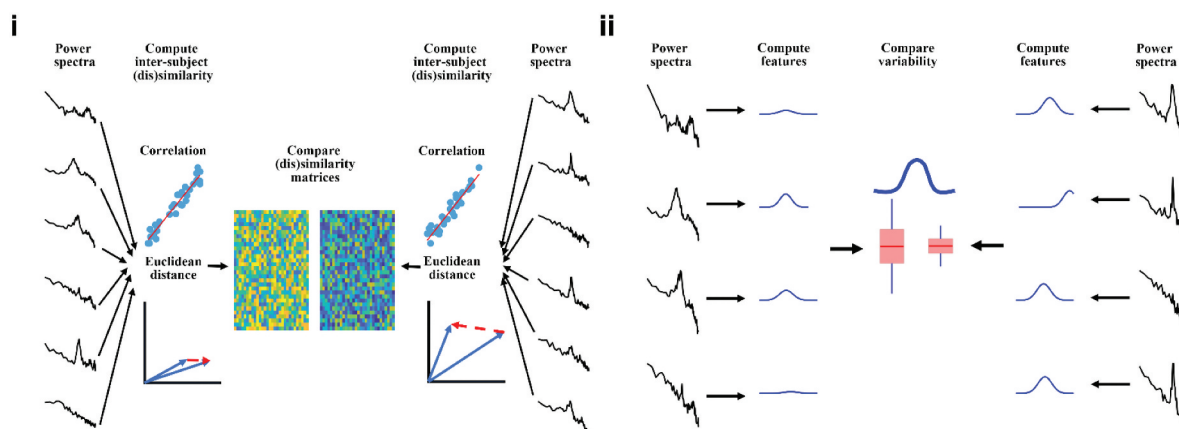 i
Power
spectra
Compute
inter-subject
(dis)similarity
Compute
inter-subject
(dis)similarity
Power
spectra
Correlation
Compare
(dis)similarity
matrices
Correlation
Euclidean
distance
Euclidean
distance
ii
Power
spectra
Compute
features
Compare
variability
Compute
features
Power
spectra